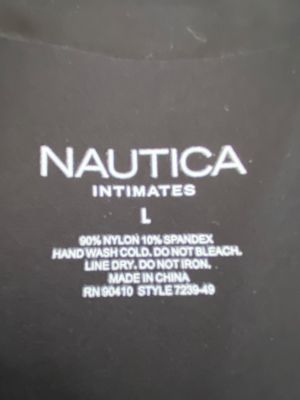 NAUTICA
INTIMATES
L
90% NYLON 10% SPANDEX
HAND WASH COLD. DO NOT BLEACH.
LINE DRY. DO NOT IRON.
MADE IN CHINA
RN 90410 STYLE 7239-49